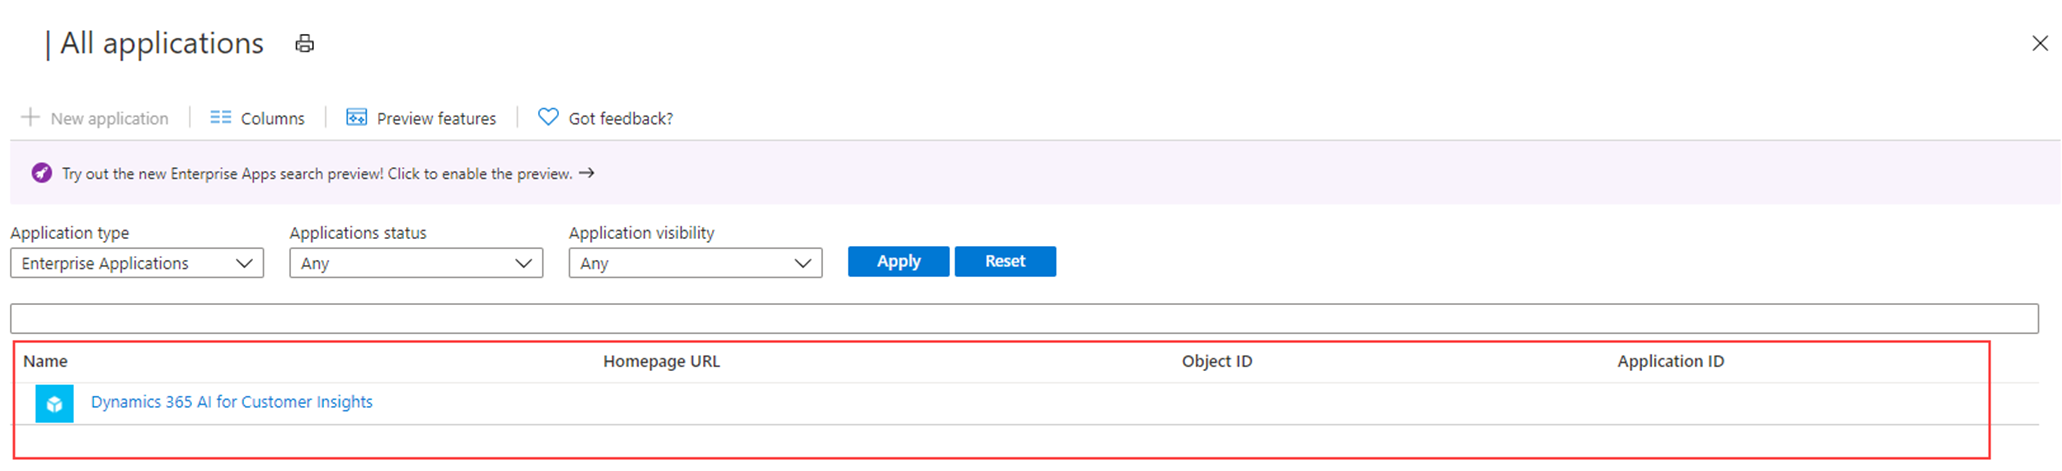 | All applications
New application | Columns | Preview features | Got feedback?
Try out the new Enterprise Apps search preview! Click to enable the preview. →
Application type Applications status Application visibility
Enterprise Applications Any Any Apply Reset
Name Homepage URL Object ID Application ID
Dynamics 365 AI for Customer Insights